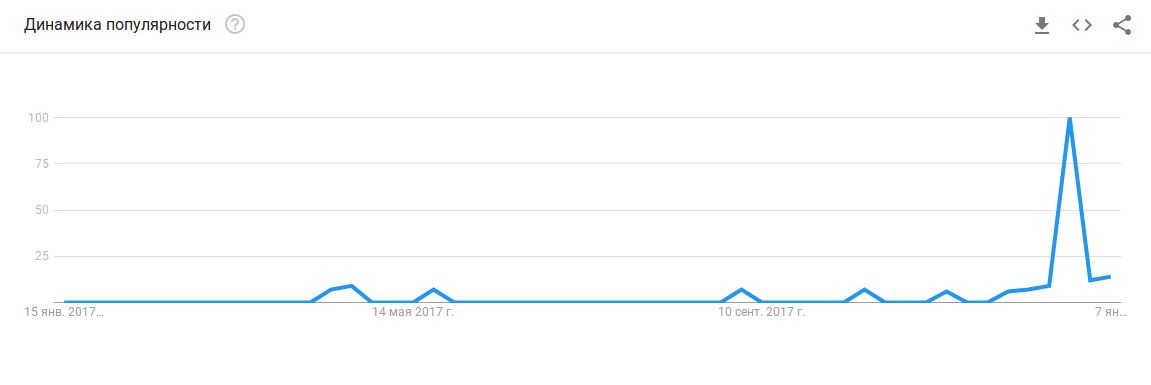 Динамика популярности ?
100
75
50
25
15 янв. 2017…
14 мая 2017 г.
10 сент. 2017 г.
7 ян…